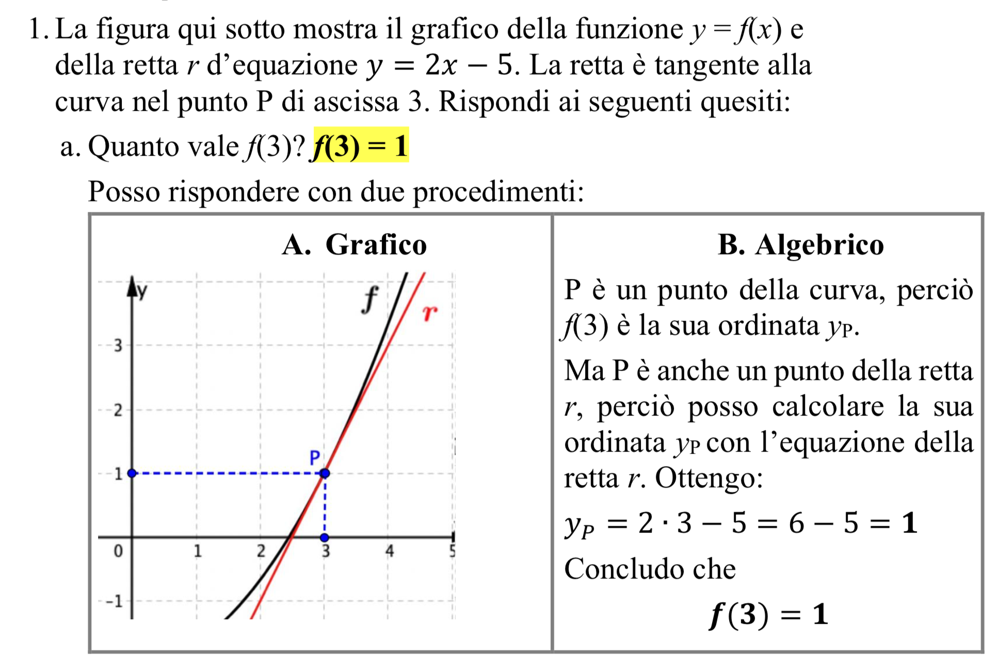 1. La figura qui sotto mostra il grafico della funzione y = f(x) e
della retta r d’equazione y = 2x − 5. La retta è tangente alla
curva nel punto P di ascissa 3. Rispondi ai seguenti quesiti:
a. Quanto vale f(3)? f(3) = 1
Posso rispondere con due procedimenti:
A. Grafico
y
f
r
3
2
P
1
0 1 2 3 4 5
−1
B. Algebrico
P è un punto della curva, perciò
f(3) è la sua ordinata yP.
Ma P è anche un punto della retta
r, perciò posso calcolare la sua
ordinata yP con l’equazione della
retta r. Ottengo:
yP = 2 · 3 − 5 = 6 − 5 = 1
Concludo che
f(3) = 1